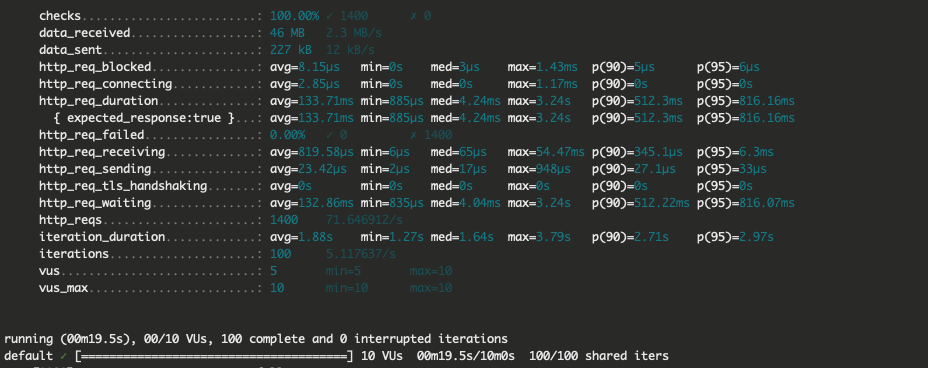 checks.........................: 100.00% ✓ 1400 ✗ 0
data_received..................: 46 MB 2.3 MB/s
data_sent......................: 227 kB 12 kB/s
http_req_blocked...............: avg=8.15µs min=0s med=3µs max=1.43ms p(90)=5µs p(95)=6µs
http_req_connecting............: avg=2.85µs min=0s med=0s max=1.17ms p(90)=0s p(95)=0s
http_req_duration..............: avg=133.71ms min=885µs med=4.24ms max=3.24s p(90)=512.3ms p(95)=816.16ms
{ expected_response:true }...: avg=133.71ms min=885µs med=4.24ms max=3.24s p(90)=512.3ms p(95)=816.16ms
http_req_failed................: 0.00% ✓ 0 ✗ 1400
http_req_receiving.............: avg=819.58µs min=6µs med=65µs max=54.47ms p(90)=345.1µs p(95)=6.3ms
http_req_sending...............: avg=23.42µs min=2µs med=17µs max=948µs p(90)=27.1µs p(95)=33µs
http_req_tls_handshaking.......: avg=0s min=0s med=0s max=0s p(90)=0s p(95)=0s
http_req_waiting...............: avg=132.86ms min=835µs med=4.04ms max=3.24s p(90)=512.22ms p(95)=816.07ms
http_reqs......................: 1400 71.646912/s
iteration_duration.............: avg=1.88s min=1.27s med=1.64s max=3.79s p(90)=2.71s p(95)=2.97s
iterations.....................: 100 5.117637/s
vus............................: 5 min=5 max=10
vus_max........................: 10 min=10 max=10
running (00m19.5s), 00/10 VUs, 100 complete and 0 interrupted iterations
default ✓ [======================================] 10 VUs 00m19.5s/10m0s 100/100 shared iters